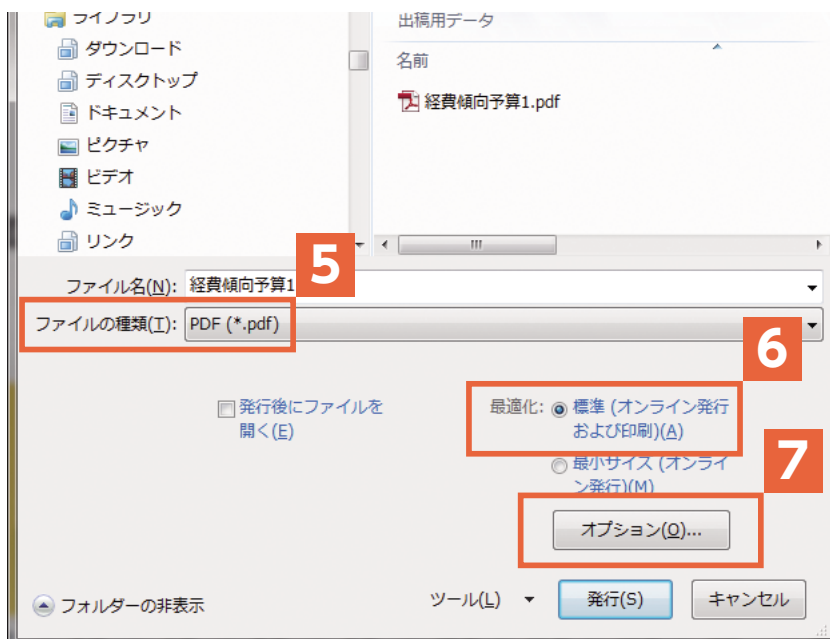 ライブラリ
ダウンロード
ディスクトップ
ドキュメント
ピクチャ
ビデオ
ミュージック
リンク
出稿用データ
名前
経費傾向予算1.pdf
5
ファイル名(N): 経費傾向予算1
ファイルの種類(T): PDF (*.pdf)
6
発行後にファイルを
開く(E)
最適化: 標準 (オンライン発行
および印刷)(A)
最小サイズ (オンライ
ン発行)(M)
7
オプション(O)...
フォルダーの非表示
ツール(L)
発行(S)
キャンセル